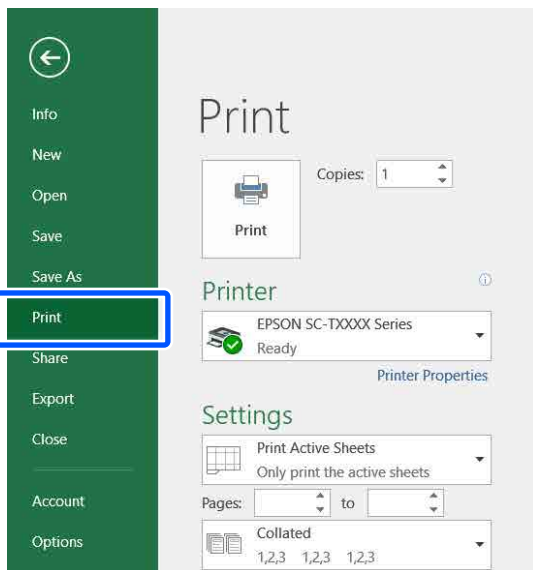 Info
New
Open
Save
Save As
Print
Share
Export
Close
Account
Options
Print
Copies: 1
Print
Printer
EPSON SC-TXXXX Series
Ready
Printer Properties
Settings
Print Active Sheets
Only print the active sheets
Pages: to
Collated
1,2,3 1,2,3 1,2,3